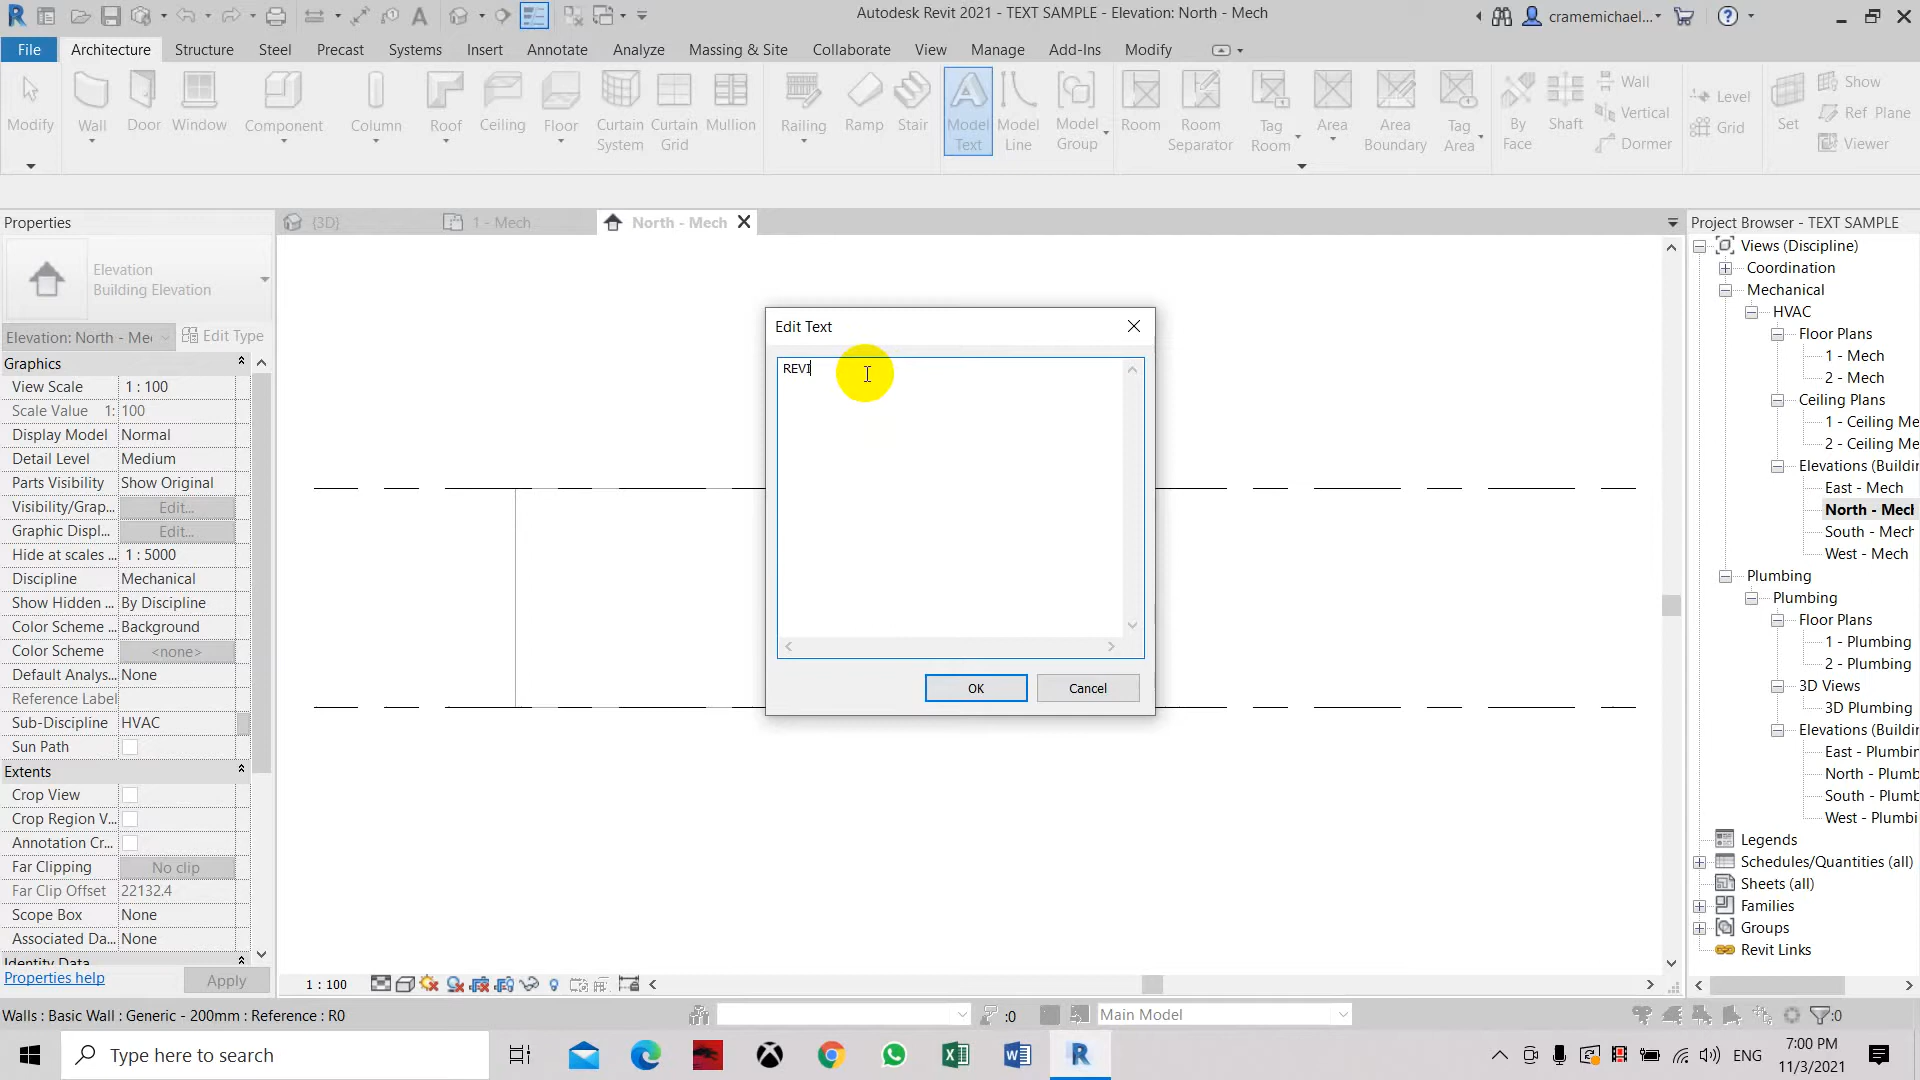 Autodesk Revit 2021 - TEXT SAMPLE - Elevation: North - Mech
cramemichael...
File
Architecture
Structure
Steel
Precast
Systems
Insert
Annotate
Analyze
Massing & Site
Collaborate
View
Manage
Add-Ins
Modify
Modify
Wall
Door
Window
Component
Column
Roof
Ceiling
Floor
Curtain System
Curtain Grid
Mullion
Railing
Ramp
Stair
Model Text
Model Line
Model Group
Room
Room Separator
Tag Room
Area
Area Boundary
Tag Area
By Face
Shaft
Wall
Vertical
Dormer
Level
Grid
Set
Show
Ref Plane
Viewer
Properties
{3D}
1 - Mech
North - Mech
Elevation
Building Elevation
Elevation: North - Me
Edit Type
Graphics
View Scale 1 : 100
Scale Value 1: 100
Display Model Normal
Detail Level Medium
Parts Visibility Show Original
Visibility/Grap... Edit...
Graphic Displ... Edit...
Hide at scales ... 1 : 5000
Discipline Mechanical
Show Hidden ... By Discipline
Color Scheme ... Background
Color Scheme <none>
Default Analys... None
Reference Label
Sub-Discipline HVAC
Sun Path
Extents
Crop View
Crop Region V...
Annotation Cr...
Far Clipping No clip
Far Clip Offset 22132.4
Scope Box None
Associated Da... None
Identity Data
Properties help
Apply
Edit Text
REVI
OK
Cancel
Project Browser - TEXT SAMPLE
Views (Discipline)
Coordination
Mechanical
HVAC
Floor Plans
1 - Mech
2 - Mech
Ceiling Plans
1 - Ceiling Me
2 - Ceiling Me
Elevations (Buildin
East - Mech
North - Mech
South - Mech
West - Mech
Plumbing
Plumbing
Floor Plans
1 - Plumbing
2 - Plumbing
3D Views
3D Plumbing
Elevations (Buildin
East - Plumbin
North - Plumb
South - Plumb
West - Plumbi
Legends
Schedules/Quantities (all)
Sheets (all)
Families
Groups
Revit Links
1 : 100
Walls : Basic Wall : Generic - 200mm : Reference : R0
:0
Main Model
:0
Type here to search
ENG
7:00 PM
11/3/2021